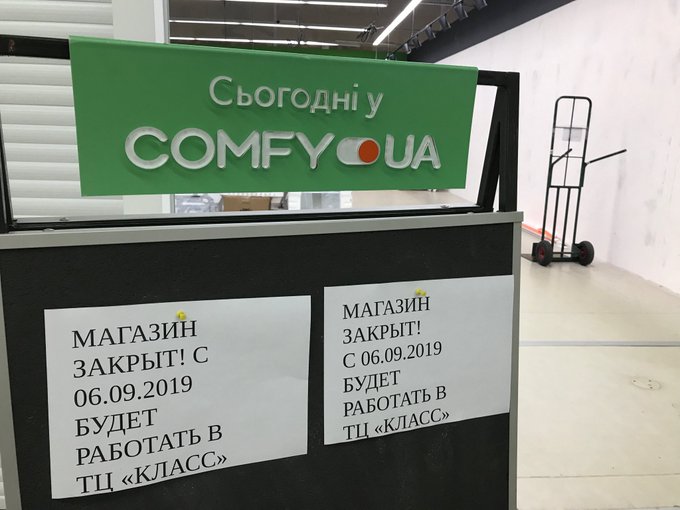 Сьогодні у
COMFY UA
МАГАЗИН
ЗАКРЫТ! С
06.09.2019
БУДЕТ
РАБОТАТЬ В
ТЦ «КЛАСС»
МАГАЗИН
ЗАКРЫТ!
С 06.09.2019
БУДЕТ
РАБОТАТЬ В
ТЦ «КЛАСС»